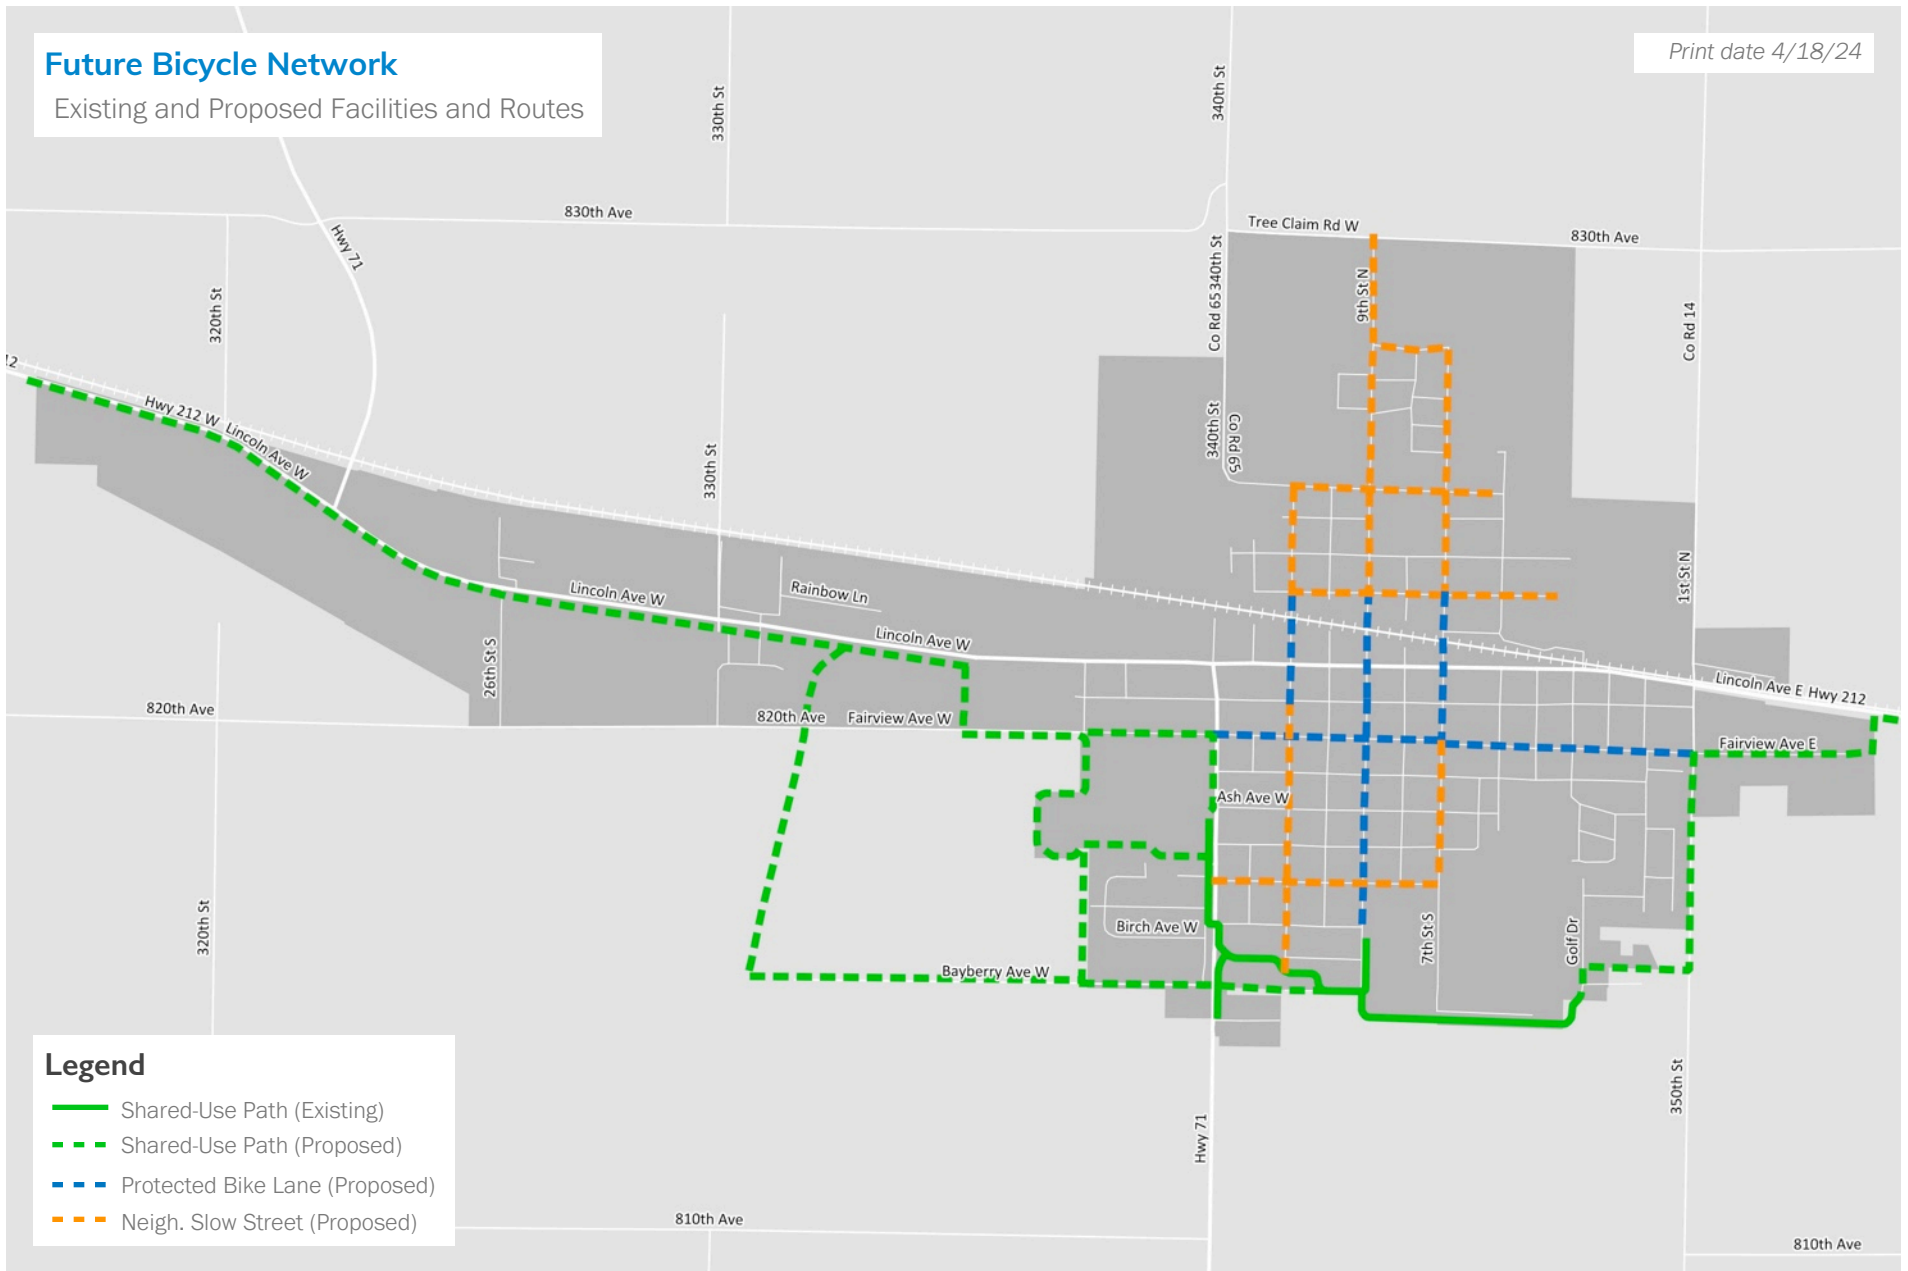 Future Bicycle Network
Existing and Proposed Facilities and Routes
Print date 4/18/24
330th St
340th St
830th Ave
Tree Claim Rd W
830th Ave
Hwy 71
320th St
Co Rd 65 340th St
9th St N
Co Rd 14
12
Hwy 212 W
Lincoln Ave W
330th St
340th St
Co Rd 65
Lincoln Ave W
Rainbow Ln
Lincoln Ave W
1st St N
26th St S
820th Ave
820th Ave
Fairview Ave W
Lincoln Ave E Hwy 212
Fairview Ave E
Ash Ave W
320th St
Birch Ave W
7th St S
Golf Dr
Bayberry Ave W
350th St
Hwy 71
810th Ave
810th Ave
Legend
Shared-Use Path (Existing)
Shared-Use Path (Proposed)
Protected Bike Lane (Proposed)
Neigh. Slow Street (Proposed)